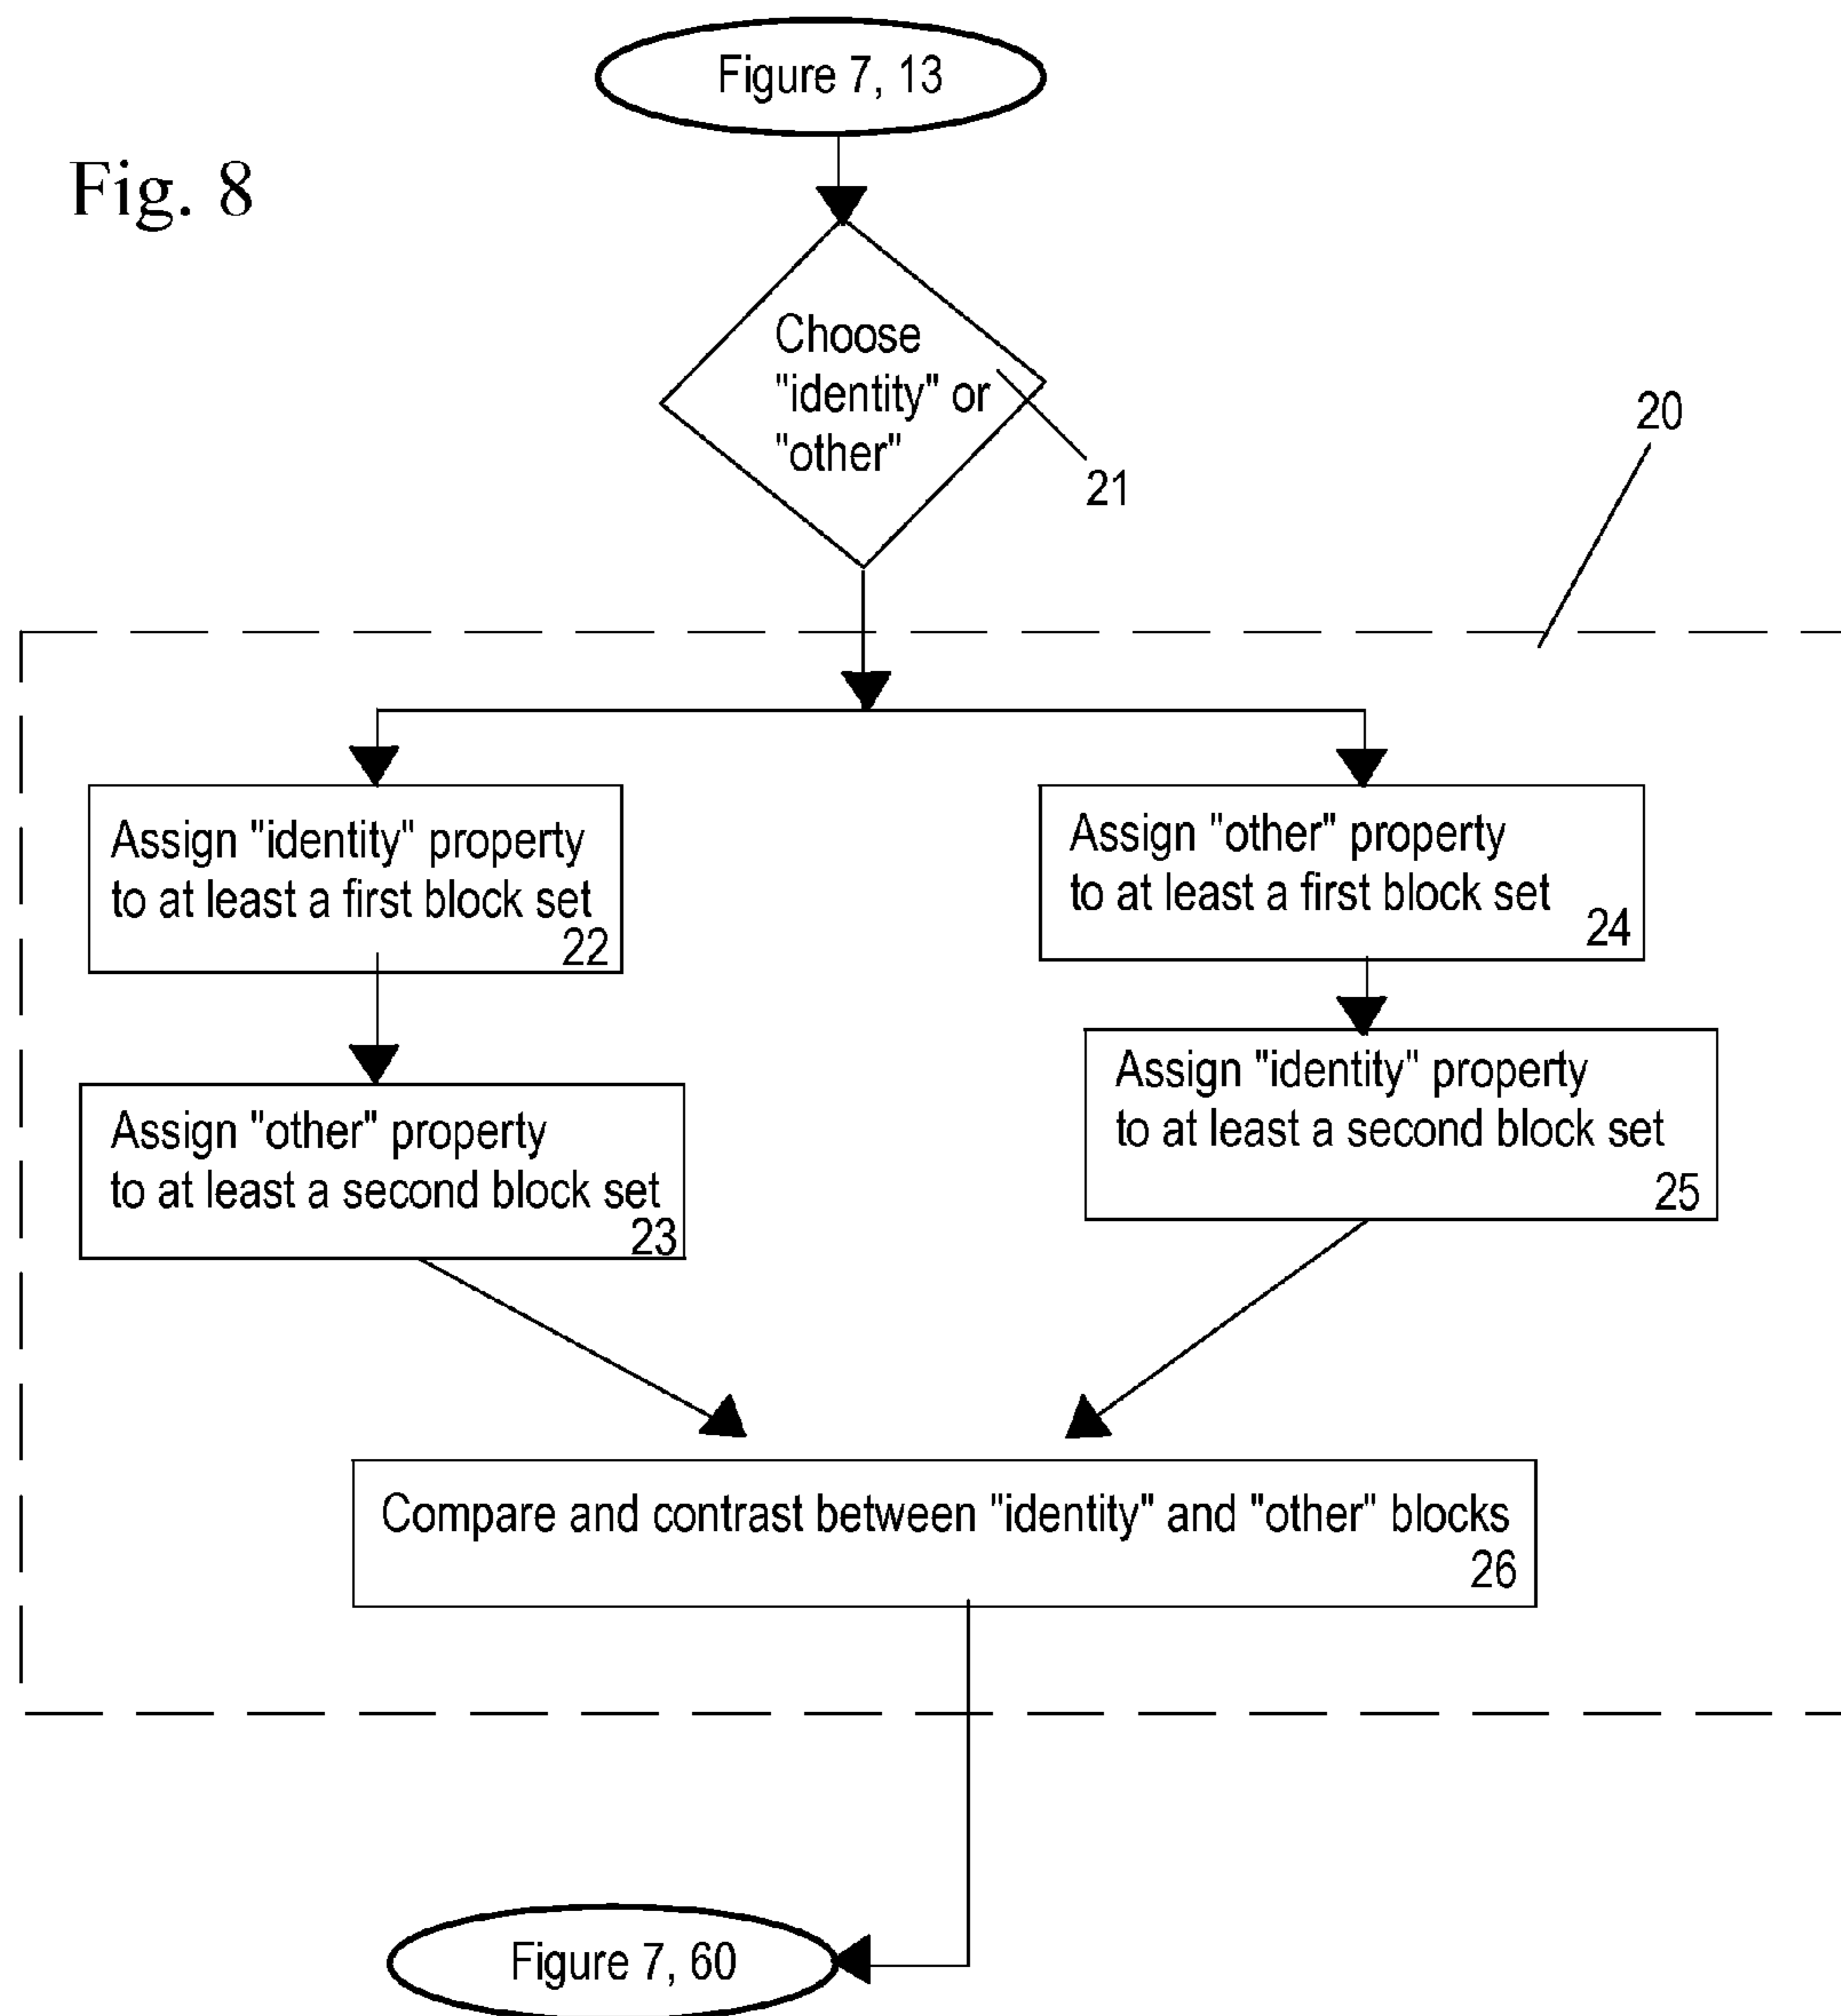 Figure 7, 13
Fig. 8
Choose
"identity" or
"other"
21
20
Assign "identity" property
to at least a first block set
22
Assign "other" property
to at least a first block set
24
Assign "other" property
to at least a second block set
23
Assign "identity" property
to at least a second block set
25
Compare and contrast between "identity" and "other" blocks
26
Figure 7, 60